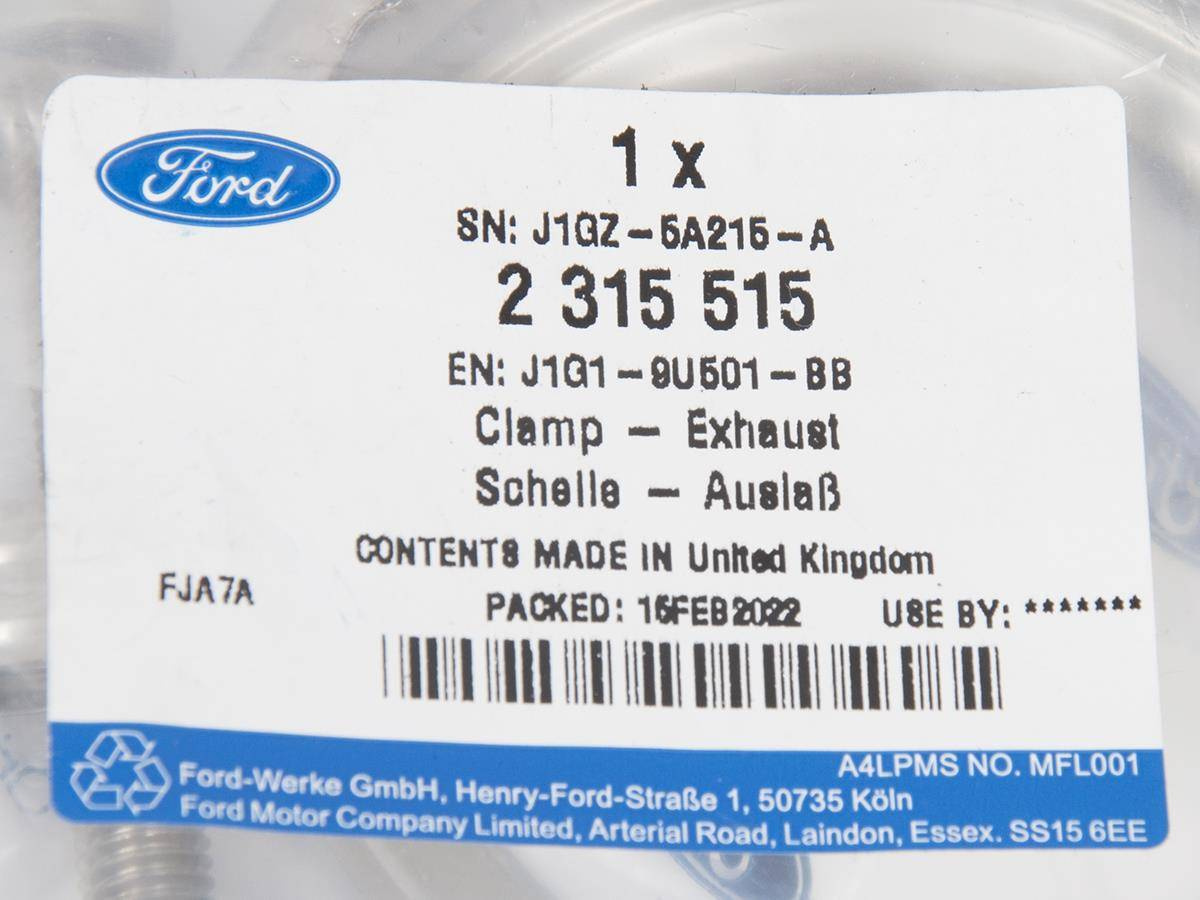 Ford
1 x
SN: J1GZ-5A215-A
2 315 515
EN: J1G1-9U501-BB
Clamp - Exhaust
Schelle - Auslaß
CONTENTS MADE IN United Kingdom
FJA7A
PACKED: 15FEB2022 USE BY: *******
A4LPMS NO. MFL001
Ford-Werke GmbH, Henry-Ford-Straße 1, 50735 Köln
Ford Motor Company Limited, Arterial Road, Laindon, Essex. SS15 6EE